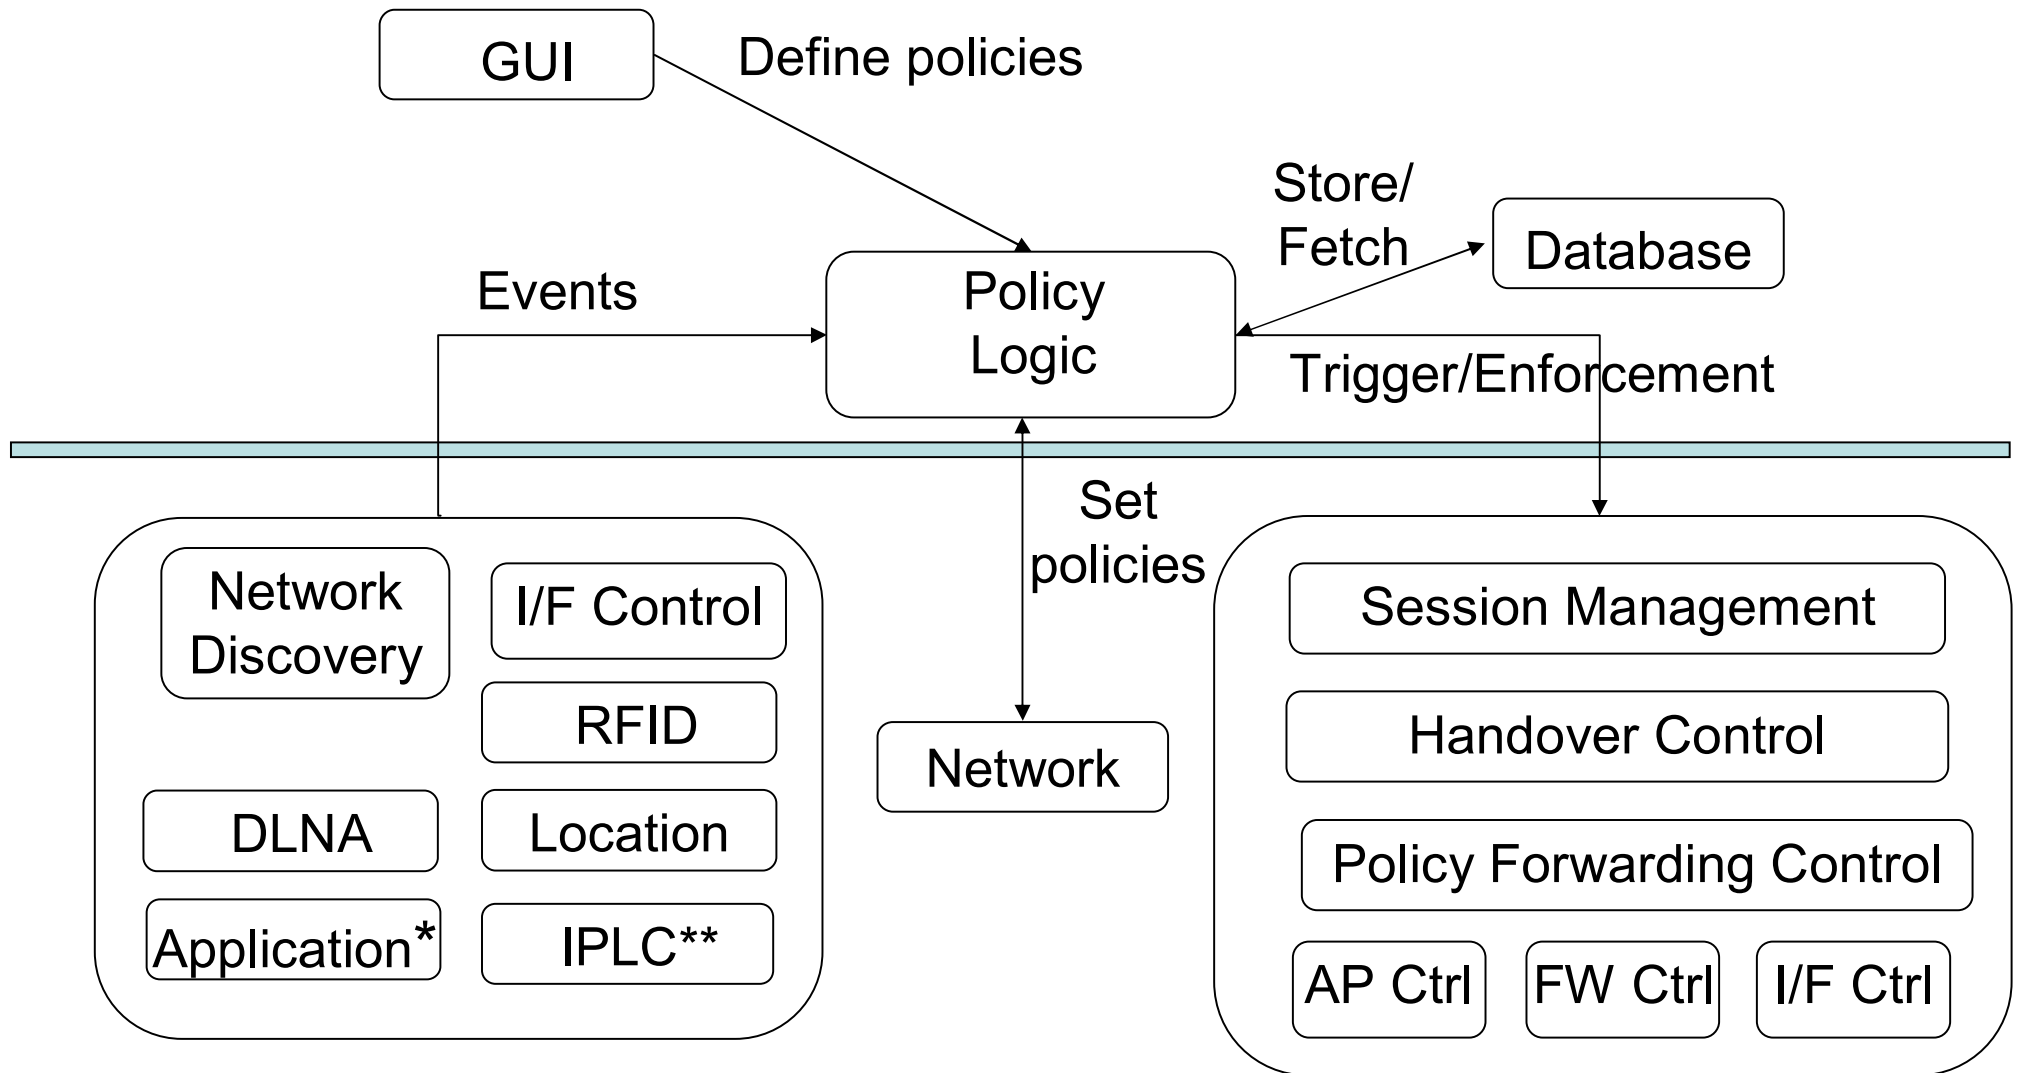 GUI
Define policies
Store/
Fetch
Database
Events
Policy
Logic
Trigger/Enforcement
Set
policies
Network
Discovery
I/F Control
RFID
DLNA
Location
Application*
IPLC**
Network
Session Management
Handover Control
Policy Forwarding Control
AP Ctrl
FW Ctrl
I/F Ctrl